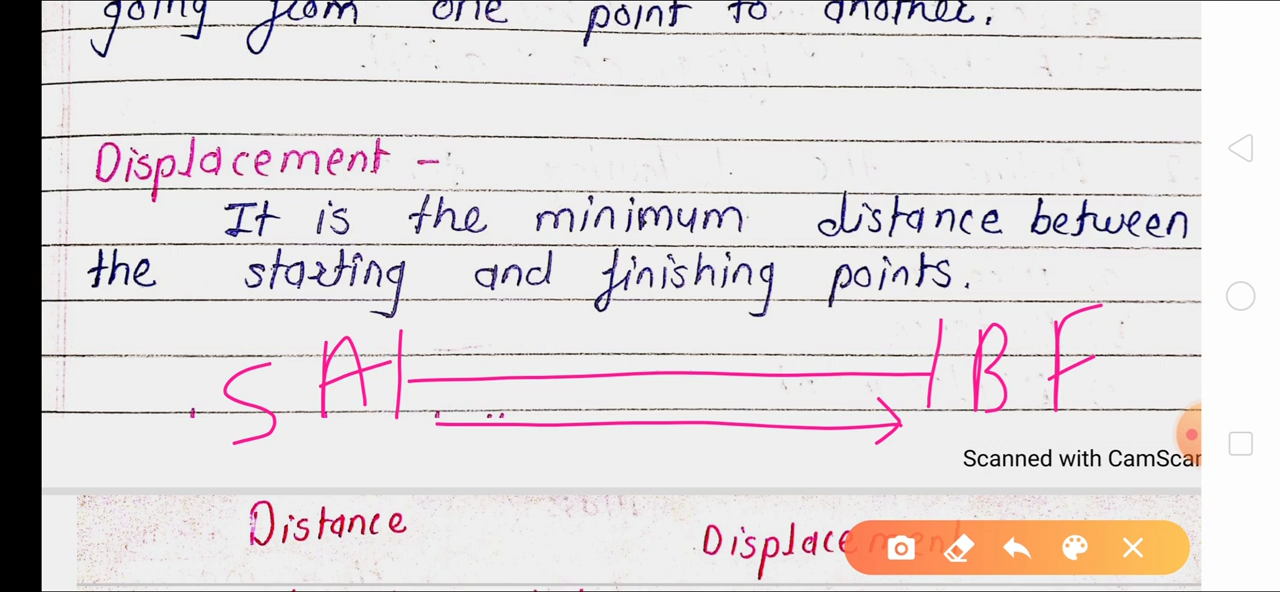 going from one point to another.
Displacement -
It is the minimum distance between
the starting and finishing points.
S A B F
Scanned with CamScan
Distance Displacement